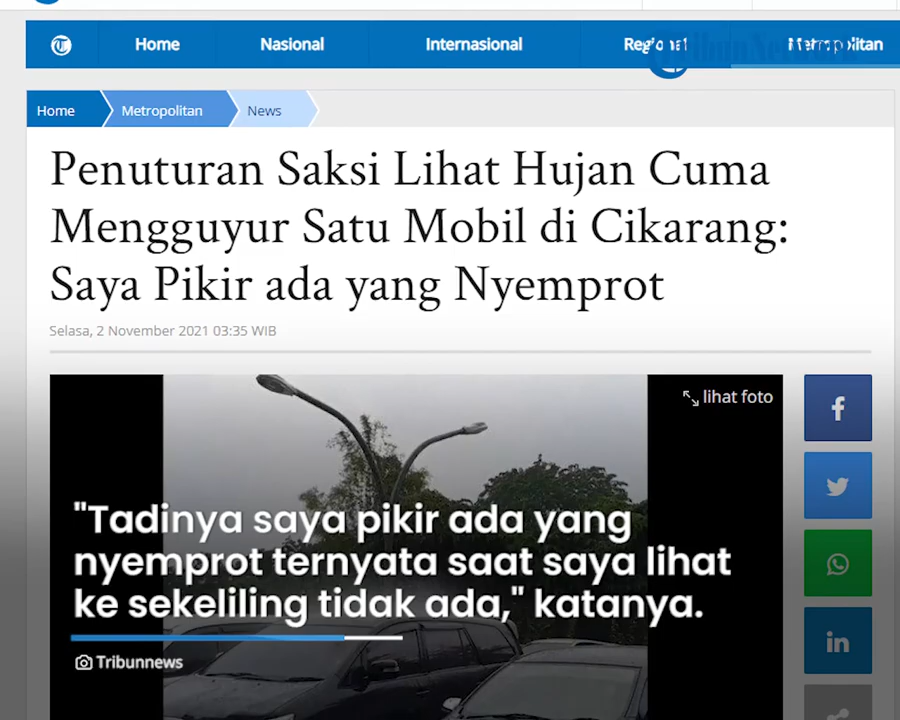 Home Nasional Internasional Regional Metropolitan
Home Metropolitan News
Penuturan Saksi Lihat Hujan Cuma
Mengguyur Satu Mobil di Cikarang:
Saya Pikir ada yang Nyemprot
Selasa, 2 November 2021 03:35 WIB
lihat foto
"Tadinya saya pikir ada yang
nyemprot ternyata saat saya lihat
ke sekeliling tidak ada," katanya.
Tribunnews